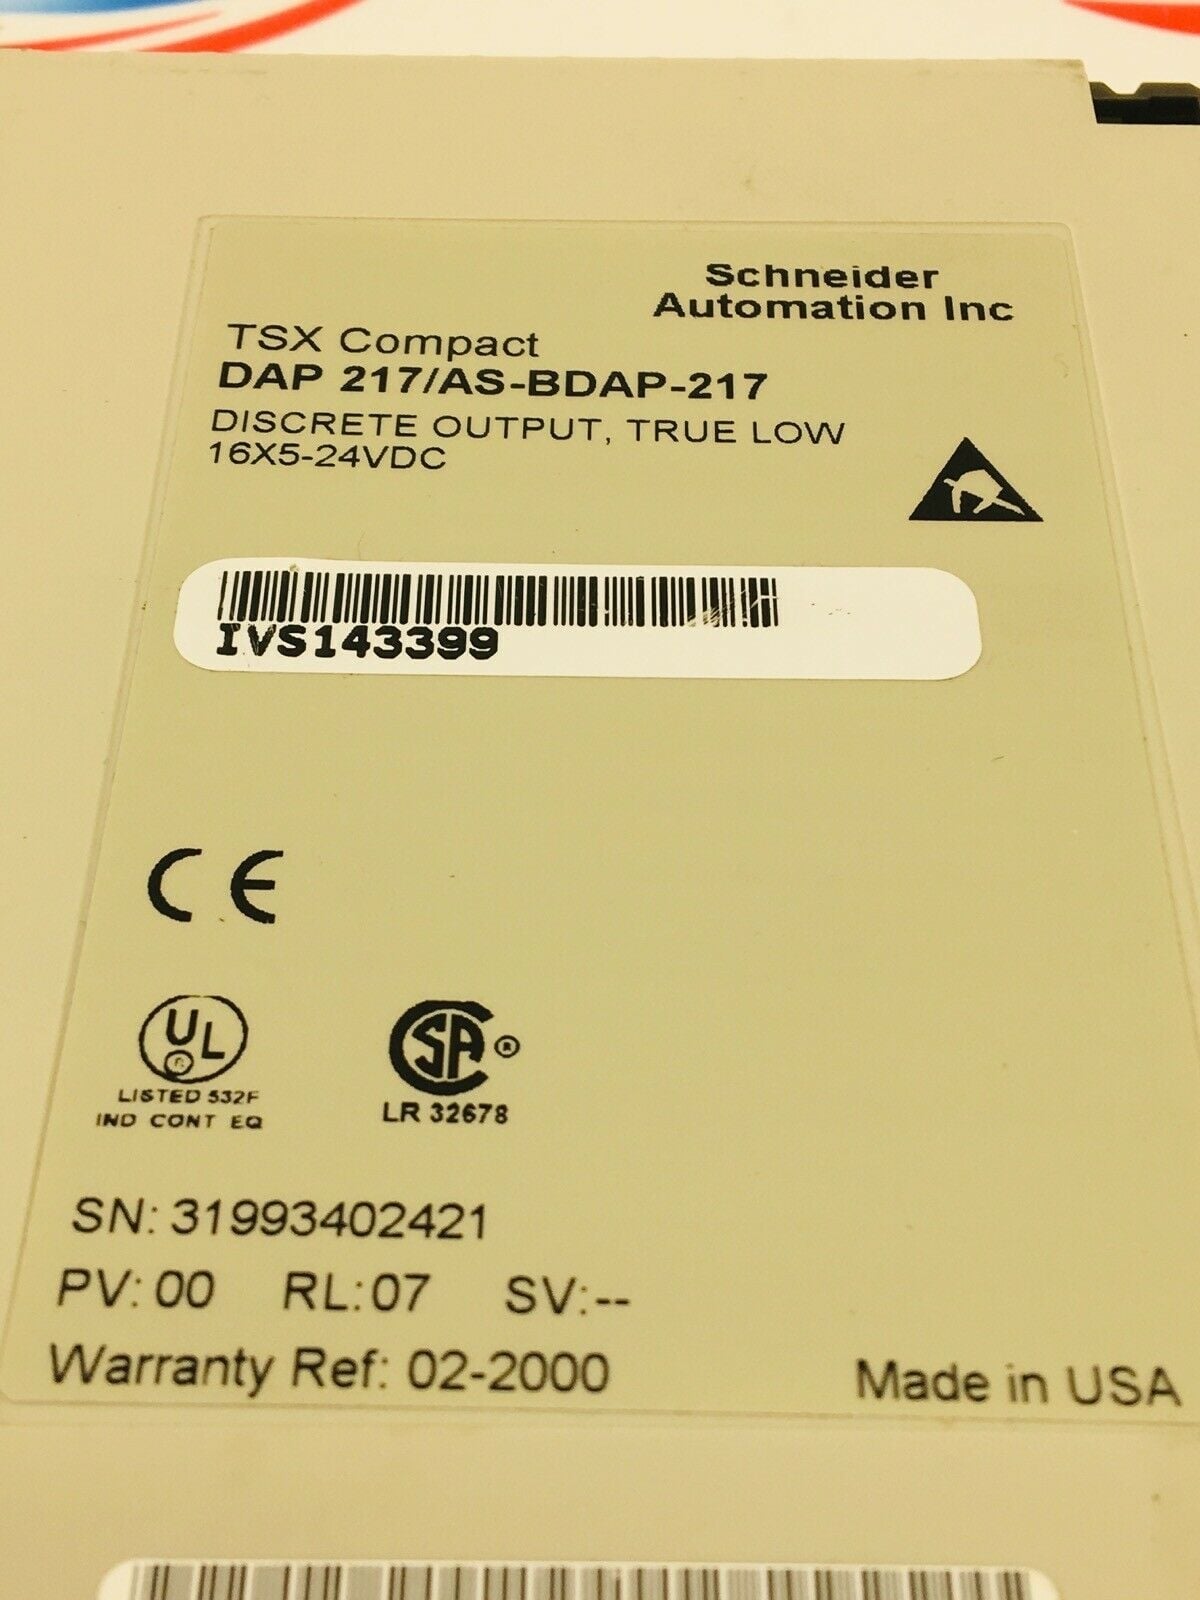 Schneider
Automation Inc
TSX Compact
DAP 217/AS-BDAP-217
DISCRETE OUTPUT, TRUE LOW
16X5-24VDC
IVS143399
CE
UL ®
LISTED 532F
IND CONT EQ
SA ®
LR 32678
SN: 31993402421
PV: 00 RL: 07 SV: --
Warranty Ref: 02-2000
Made in USA